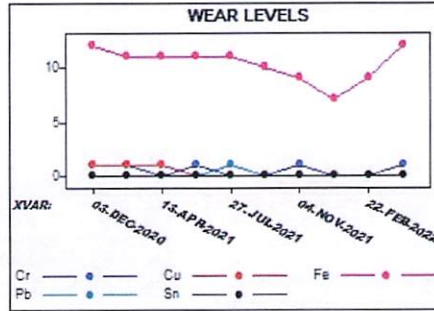 WEAR LEVELS
10
5
0
XVAR:
03-DEC-2020
13-APR-2021
27-JUL-2021
04-NOV-2021
22-FEB-2022
Cr
Cu
Fe
Pb
Sn